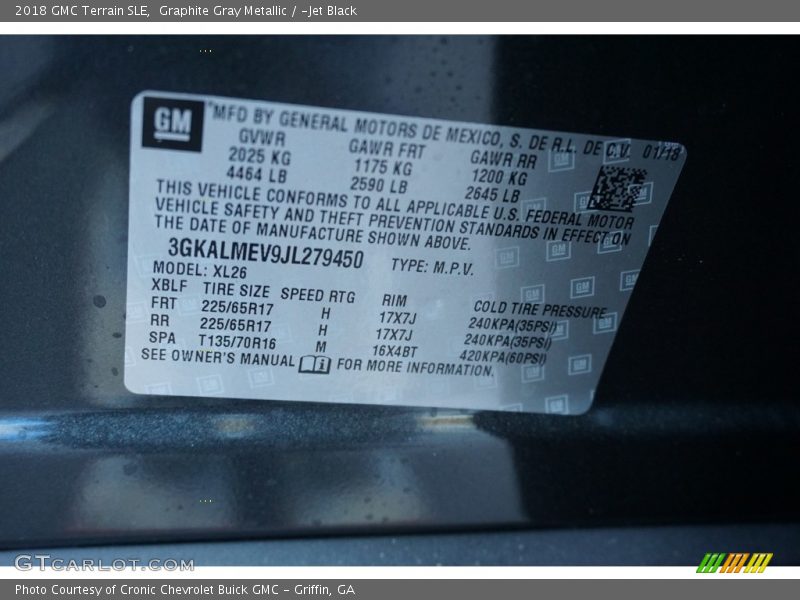 2018 GMC Terrain SLE, Graphite Gray Metallic / -Jet Black
GM
MFD BY GENERAL MOTORS DE MEXICO, S. DE R.L. DE C.V. 01/18
GVWR GAWR FRT GAWR RR
2025 KG 1175 KG 1200 KG
4464 LB 2590 LB 2645 LB
THIS VEHICLE CONFORMS TO ALL APPLICABLE U.S. FEDERAL MOTOR
VEHICLE SAFETY AND THEFT PREVENTION STANDARDS IN EFFECT ON
THE DATE OF MANUFACTURE SHOWN ABOVE.
3GKALMEV9JL279450 TYPE: M.P.V.
MODEL: XL26
XBLF TIRE SIZE SPEED RTG RIM COLD TIRE PRESSURE
FRT 225/65R17 H 17X7J 240KPA(35PSI)
RR 225/65R17 H 17X7J 240KPA(35PSI)
SPA T135/70R16 M 16X4BT 420KPA(60PSI)
SEE OWNER'S MANUAL FOR MORE INFORMATION.
GTCARLOT.COM
Photo Courtesy of Cronic Chevrolet Buick GMC - Griffin, GA